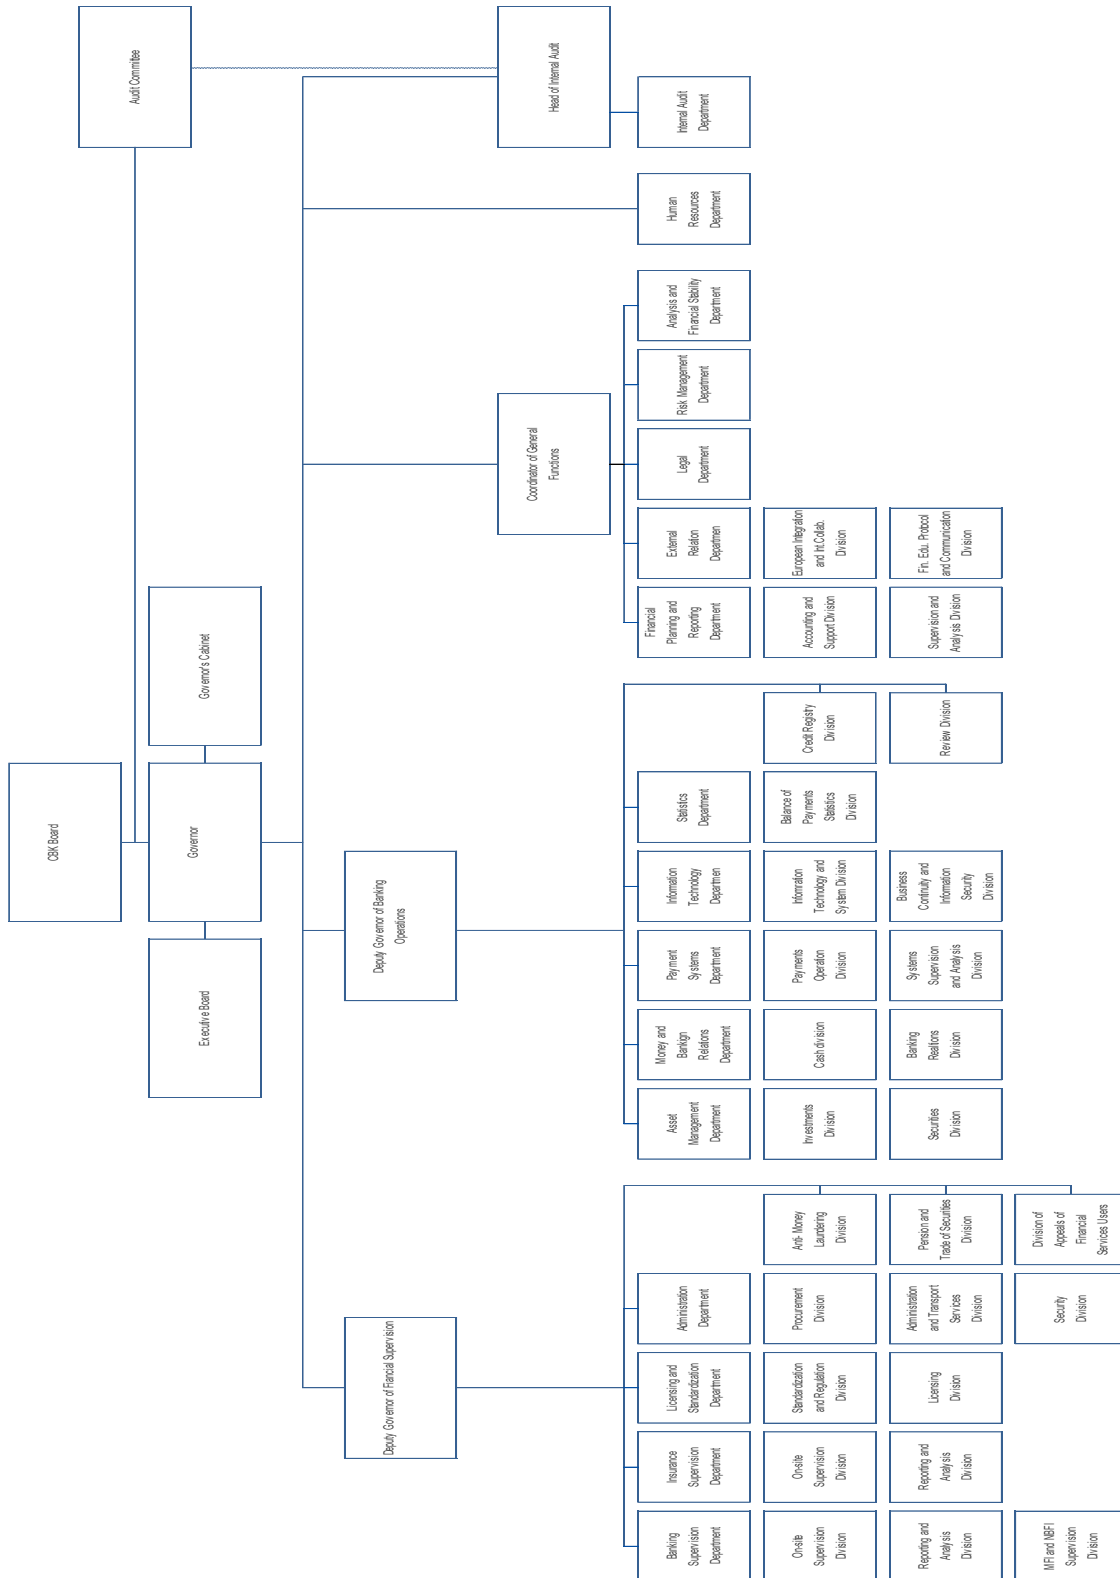 CBK Board
Audit Committee
Executive Board
Governor
Governor's Cabinet
Deputy Governor of Fiancial Supervision
Deputy Governor of Banking
Operations
Coordinator of General
Functions
Head of Internal Audit
Banking
Supervision
Department
Insurance
Supervision
Department
Licensing and
Standardization
Department
Administration
Department
Asset
Management
Department
Money and
Bankign
Relations
Department
Payment
Systems
Department
Information
Technology
Departmen
Statistics
Department
Financial
Planning and
Reporting
Department
External
Relation
Departmen
Legal
Department
Risk Management
Department
Analysis and
Financial Stability
Department
Human
Resources
Department
Internal Audit
Department
On-site
Supervision
Division
On-site
Supervision
Division
Standardization
and Regulation
Division
Procurement
Division
Anti- Money
Laundering
Division
Investments
Division
Cash division
Payments
Operation
Division
Infomration
Technology and
System Division
Balance of
Payments
Statistics
Division
Credit Registry
Division
Accounting and
Support Division
European Integration
and Int.Collab.
Division
Reporting and
Analysis
Division
Reporting and
Analysis
Division
Licensing
Division
Administration
and Transport
Services
Division
Pension and
Trade of Securities
Division
Securities
Division
Banking
Realtions
Division
Systems
Supervision
and Analysis
Division
Business
Continuity and
Information
Security
Division
Review Division
Supervision and
Analysis Division
Fin. Edu. Protocol
and Communication
Division
MFI and NBFI
Supervision
Division
Security
Division
Division of
Appeals of
Financial
Services Users